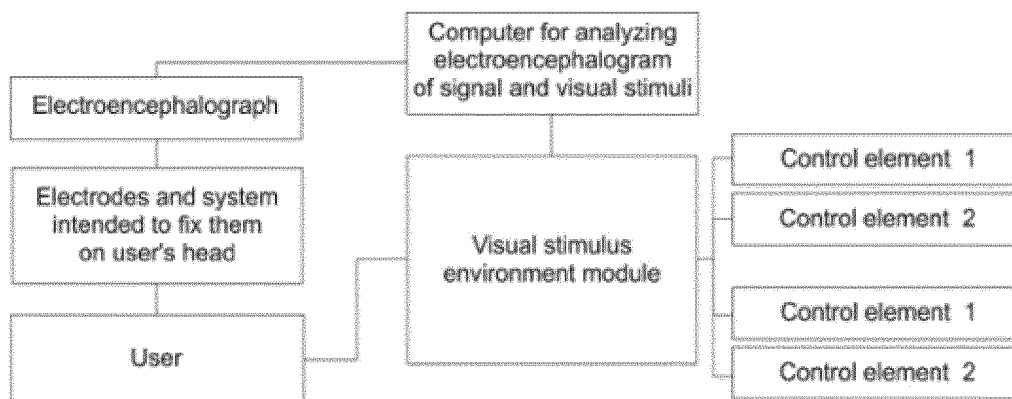 Computer for analyzing
electroencephalogram
of signal and visual stimuli
Electroencephalograph
Electrodes and system
intended to fix them
on user's head
User
Visual stimulus
environment module
Control element 1
Control element 2
Control element 1
Control element 2